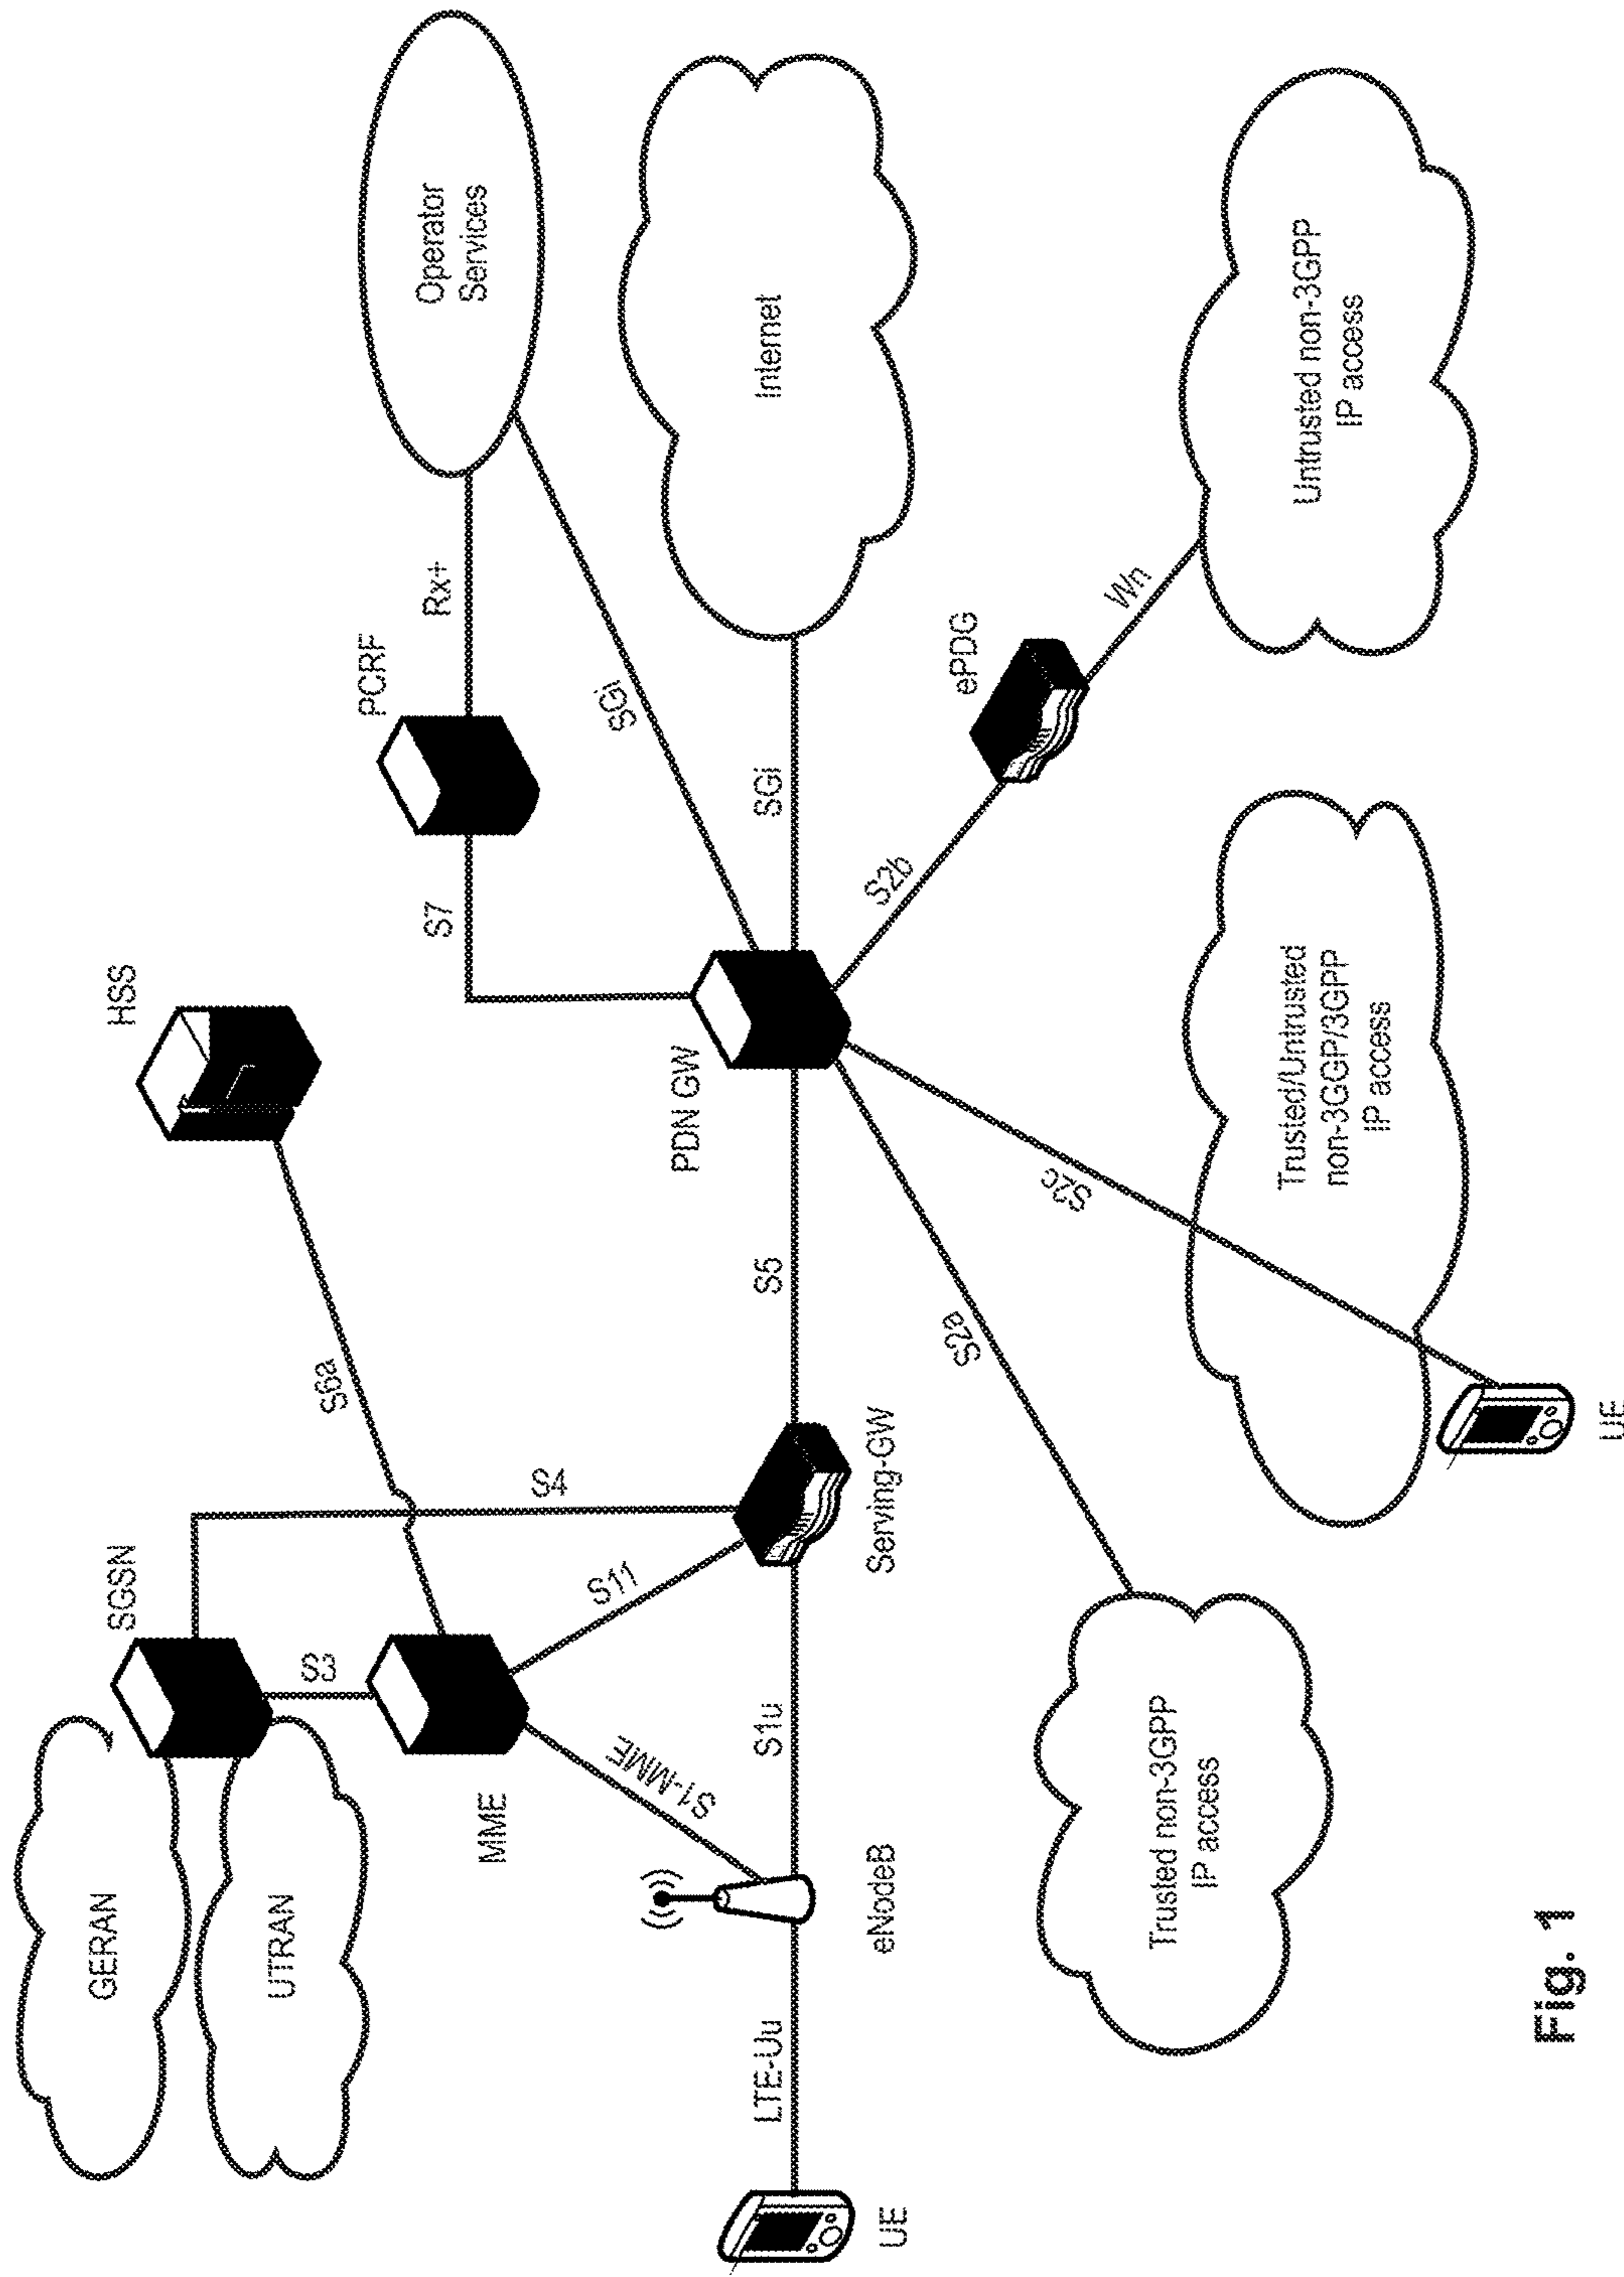 GERAN
UTRAN
SGSN
HSS
S3
S4
S6a
MME
S1-MME
S11
S7
PCRF
Rx+
Operator
Services
SGi
PDN GW
UE
LTE-Uu
eNodeB
S1u
Serving-GW
S5
SGi
Internet
S2a
S2c
S2b
ePDG
Wn
Trusted non-3GPP
IP access
Trusted/Untrusted
non-3GGP/3GPP
IP access
Untrusted non-3GPP
IP access
UE
Fig. 1